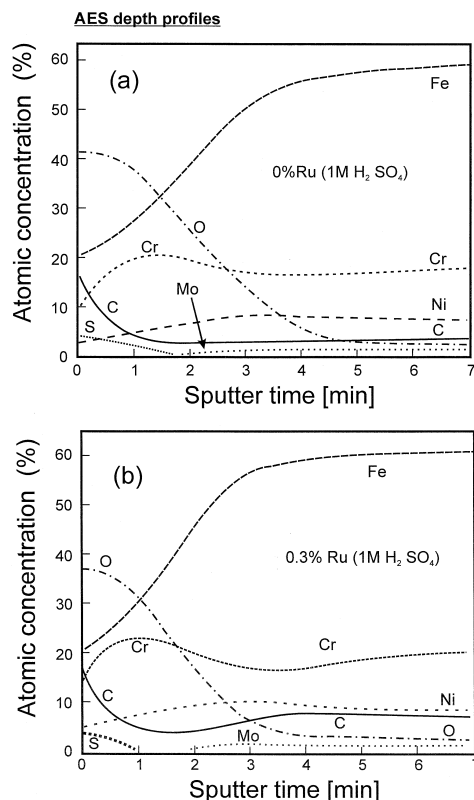 AES depth profiles
Atomic concentration (%)
60
50
40
30
20
10
0
(a)
Fe
0%Ru (1M H₂ SO₄)
O
Cr
Cr
Mo
C
Ni
S
C
0 1 2 3 4 5 6 7
Sputter time [min]
Atomic concentration (%)
60
50
40
30
20
10
0
(b)
Fe
O
0.3% Ru (1M H₂SO₄)
Cr
Cr
C
Ni
C
S
Mo
O
0 1 2 3 4 5 6 7
Sputter time [min]